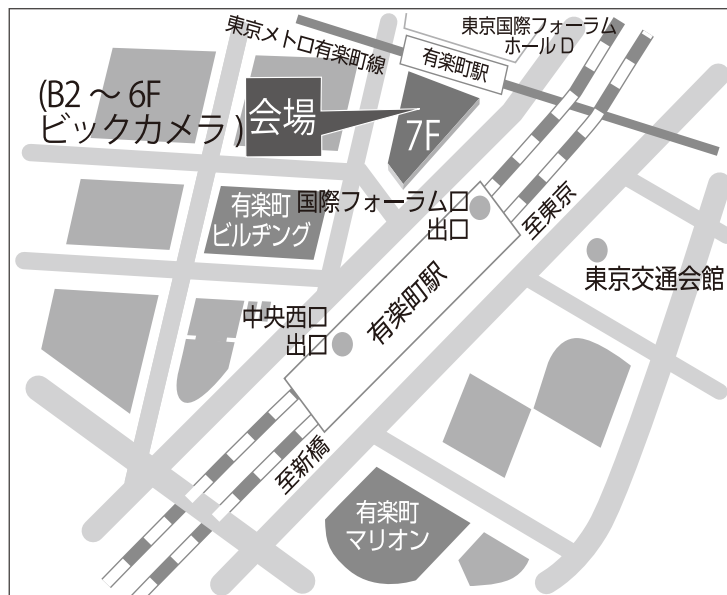 東京メトロ有楽町線
東京国際フォーラム
ホール D
有楽町駅
(B2 ～ 6F
ビックカメラ )
会場
7F
有楽町
ビルヂング
国際フォーラム口
出口
至東京
東京交通会館
有楽町駅
中央西口
出口
至新橋
有楽町
マリオン